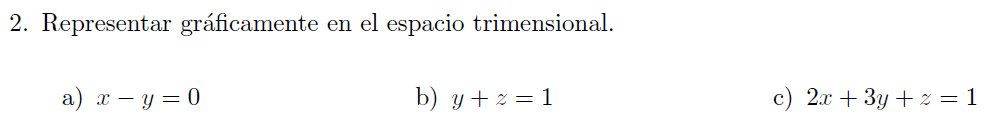 2. Representar gráficamente en el espacio trimensional.
a) x − y = 0 b) y + z = 1 c) 2x + 3y + z = 1